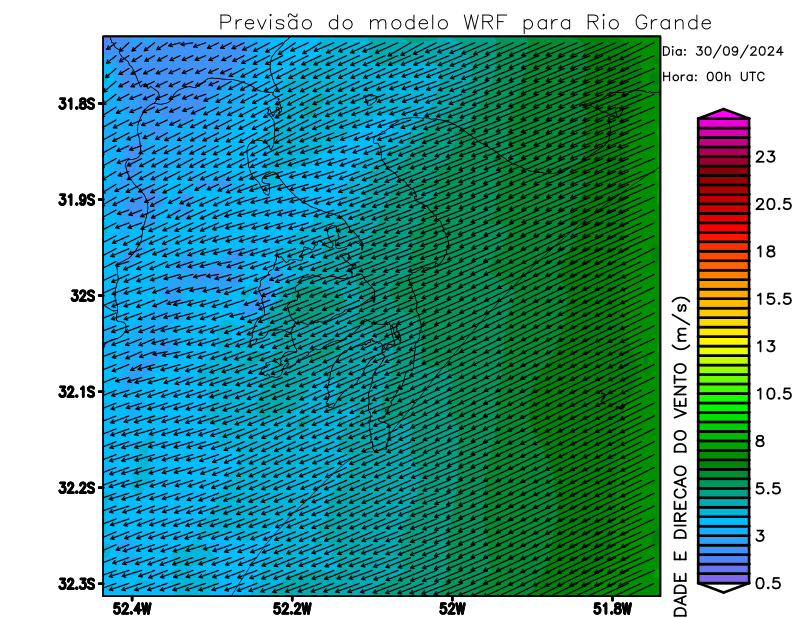 Previsão do modelo WRF para Rio Grande
Dia: 30/09/2024
Hora: 00h UTC
31.8S
31.9S
32S
32.1S
32.2S
32.3S
52.4W
52.2W
52W
51.8W
DADE E DIRECAO DO VENTO (m/s)
23
20.5
18
15.5
13
10.5
8
5.5
3
0.5